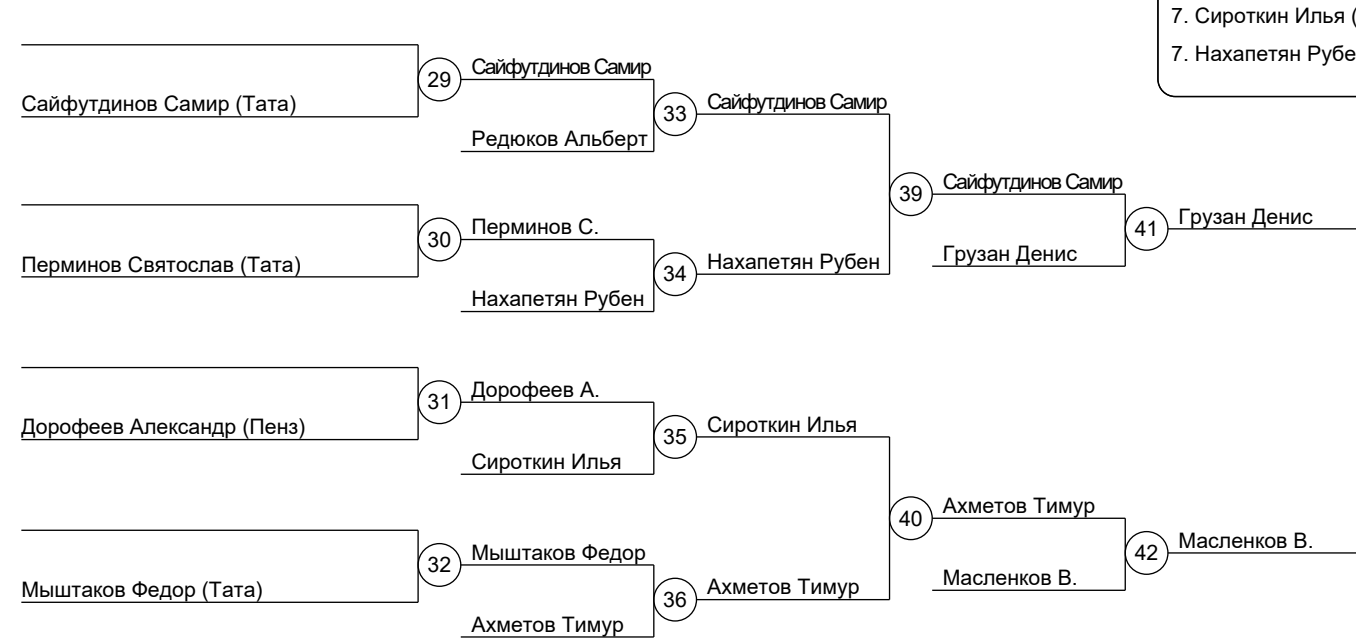 7. Сироткин Илья (
7. Нахапетян Рубе
29
Сайфутдинов Самир
Сайфутдинов Самир (Тата)
33
Сайфутдинов Самир
Редюков Альберт
39
Сайфутдинов Самир
41
Грузан Денис
30
Перминов С.
Грузан Денис
Перминов Святослав (Тата)
34
Нахапетян Рубен
Нахапетян Рубен
31
Дорофеев А.
Дорофеев Александр (Пенз)
35
Сироткин Илья
Сироткин Илья
40
Ахметов Тимур
42
Масленков В.
32
Мыштаков Федор
Масленков В.
Мыштаков Федор (Тата)
36
Ахметов Тимур
Ахметов Тимур